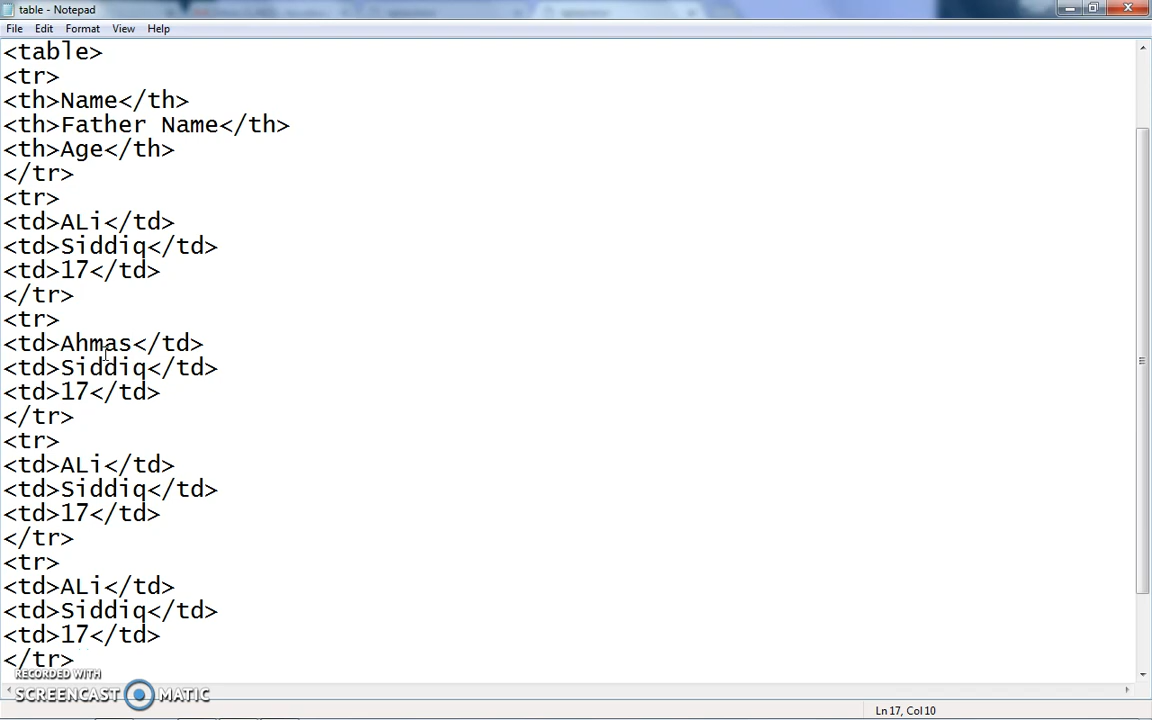 table - Notepad
File Edit Format View Help
<table>
<tr>
<th>Name</th>
<th>Father Name</th>
<th>Age</th>
</tr>
<tr>
<td>ALi</td>
<td>Siddiq</td>
<td>17</td>
</tr>
<tr>
<td>Ahmas</td>
<td>Siddiq</td>
<td>17</td>
</tr>
<tr>
<td>ALi</td>
<td>Siddiq</td>
<td>17</td>
</tr>
<tr>
<td>ALi</td>
<td>Siddiq</td>
<td>17</td>
</tr>
RECORDED WITH
SCREENCAST MATIC
Ln 17, Col 10